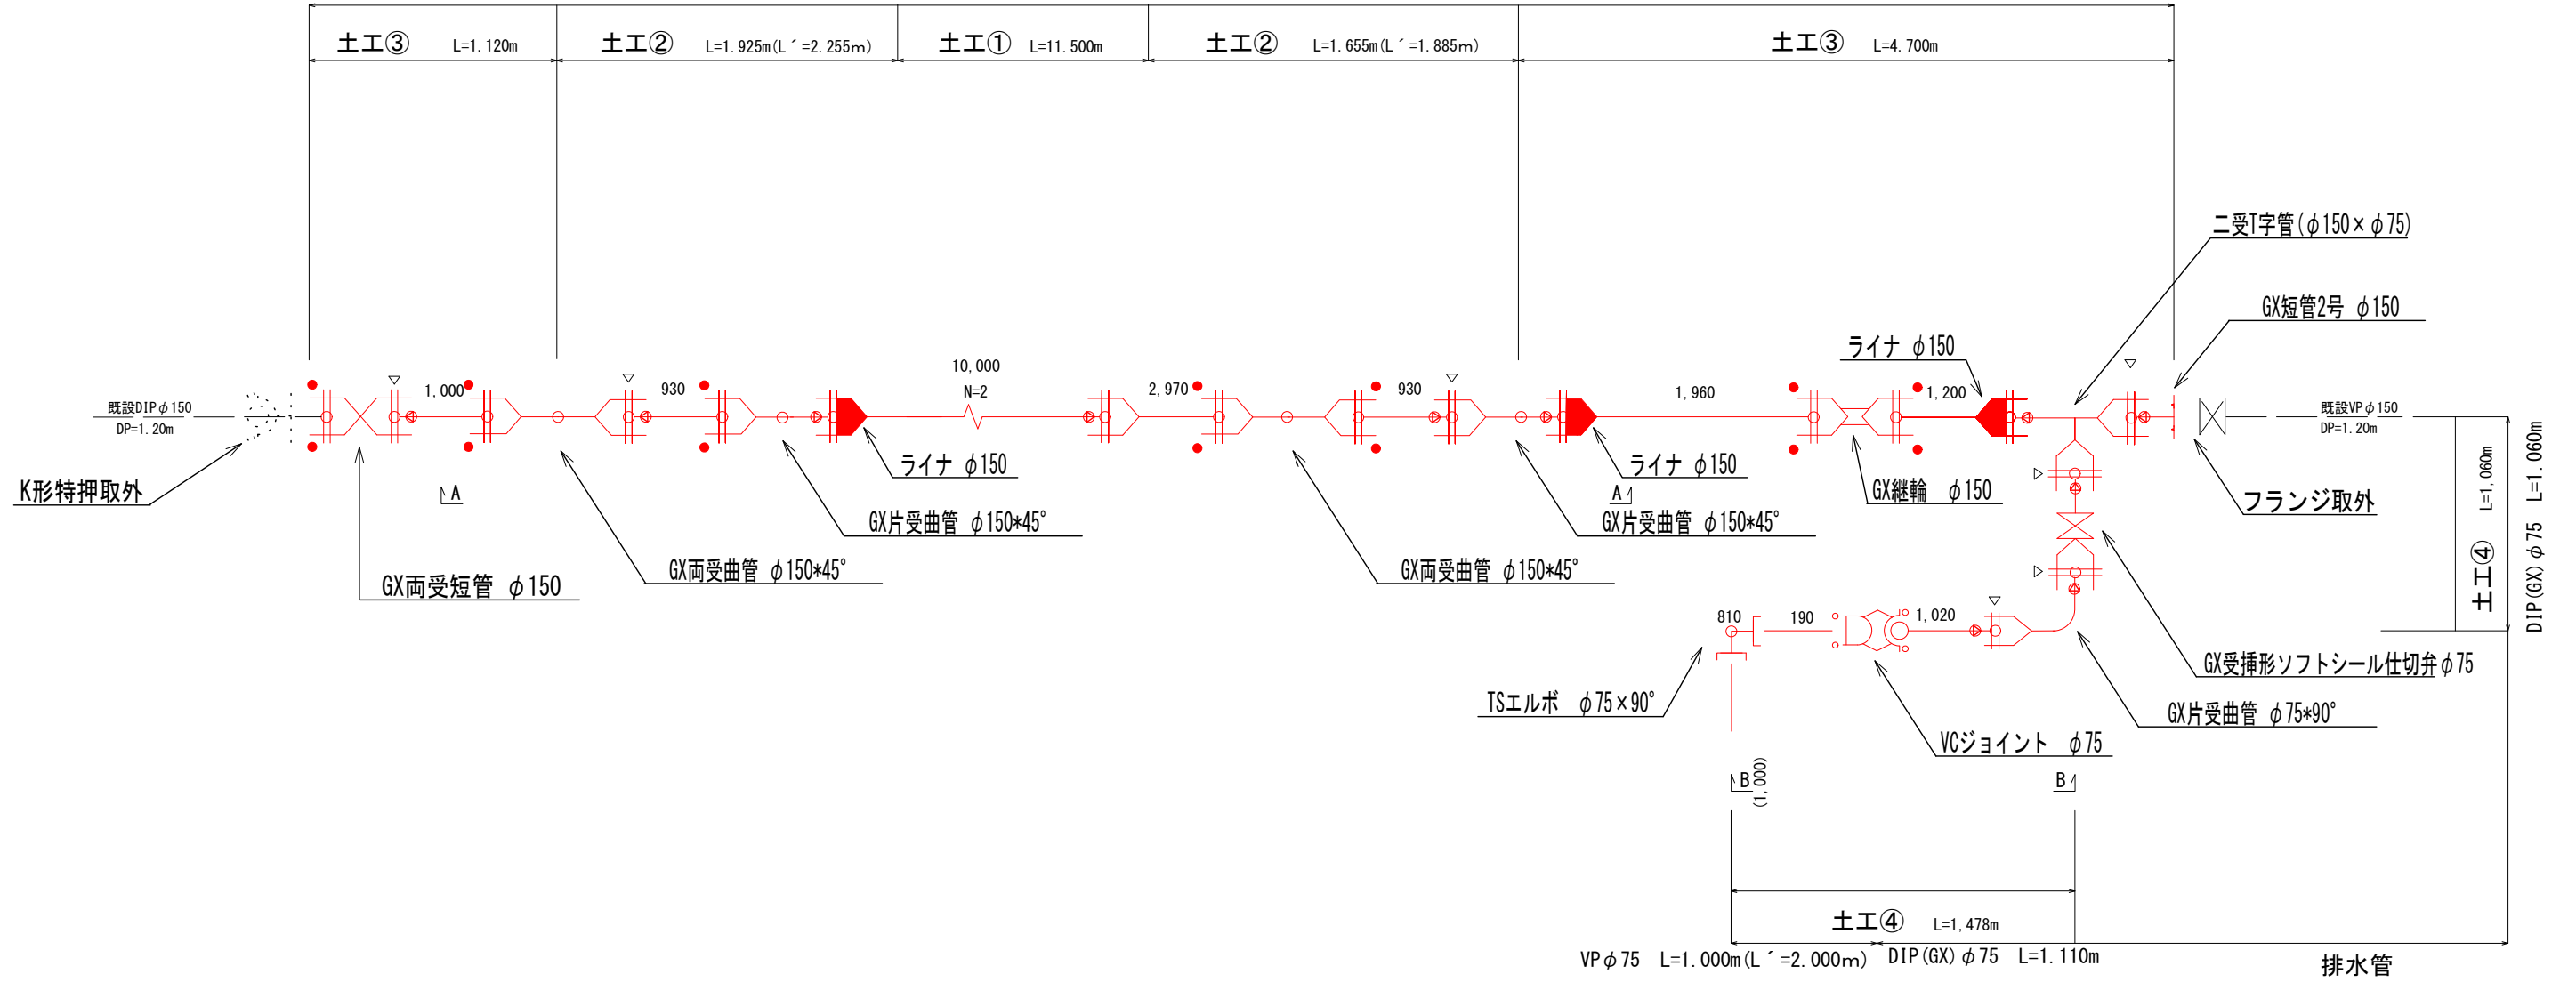 土工③ L=1.120m
土工② L=1.925m(L´=2.255m)
土工① L=11.500m
土工② L=1.655m(L´=1.885m)
土工③ L=4.700m
二受T字管(φ150×φ75)
GX短管2号 φ150
ライナ φ150
既設DIPφ150
DP=1.20m
1,000
930
10,000
N=2
2,970
930
1,960
1,200
既設VPφ150
DP=1.20m
K形特押取外
A
ライナ φ150
A
ライナ φ150
GX継輪 φ150
フランジ取外
GX両受短管 φ150
GX両受曲管 φ150*45°
GX片受曲管 φ150*45°
GX両受曲管 φ150*45°
GX片受曲管 φ150*45°
土工④ L=1,060m
DIP(GX)φ75 L=1.060m
810
190
1,020
GX受挿形ソフトシール仕切弁φ75
TSエルボ φ75×90°
GX片受曲管 φ75*90°
VCジョイント φ75
B
(1,000)
B
土工④ L=1,478m
VPφ75 L=1.000m(L´=2.000m)
DIP(GX)φ75 L=1.110m
排水管